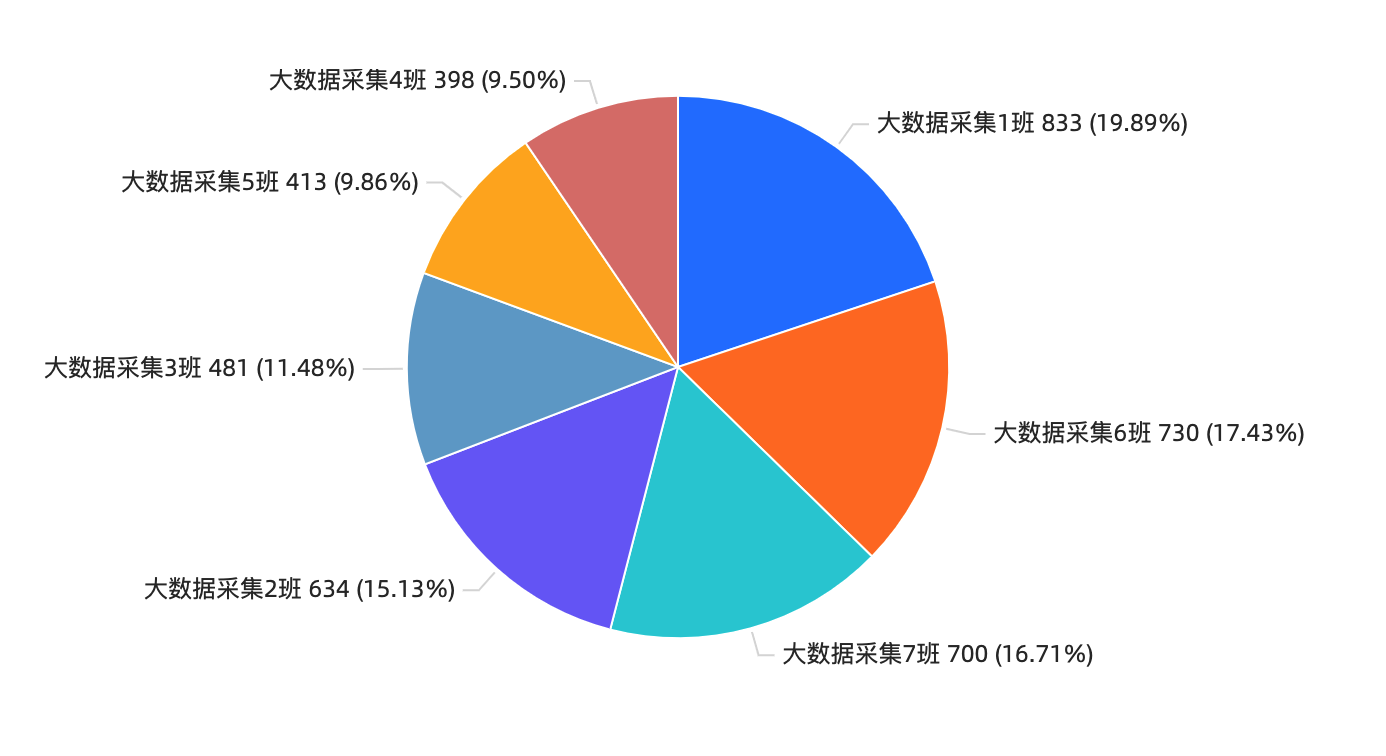 大数据采集4班 398 (9.50%)
大数据采集1班 833 (19.89%)
大数据采集5班 413 (9.86%)
大数据采集3班 481 (11.48%)
大数据采集6班 730 (17.43%)
大数据采集2班 634 (15.13%)
大数据采集7班 700 (16.71%)